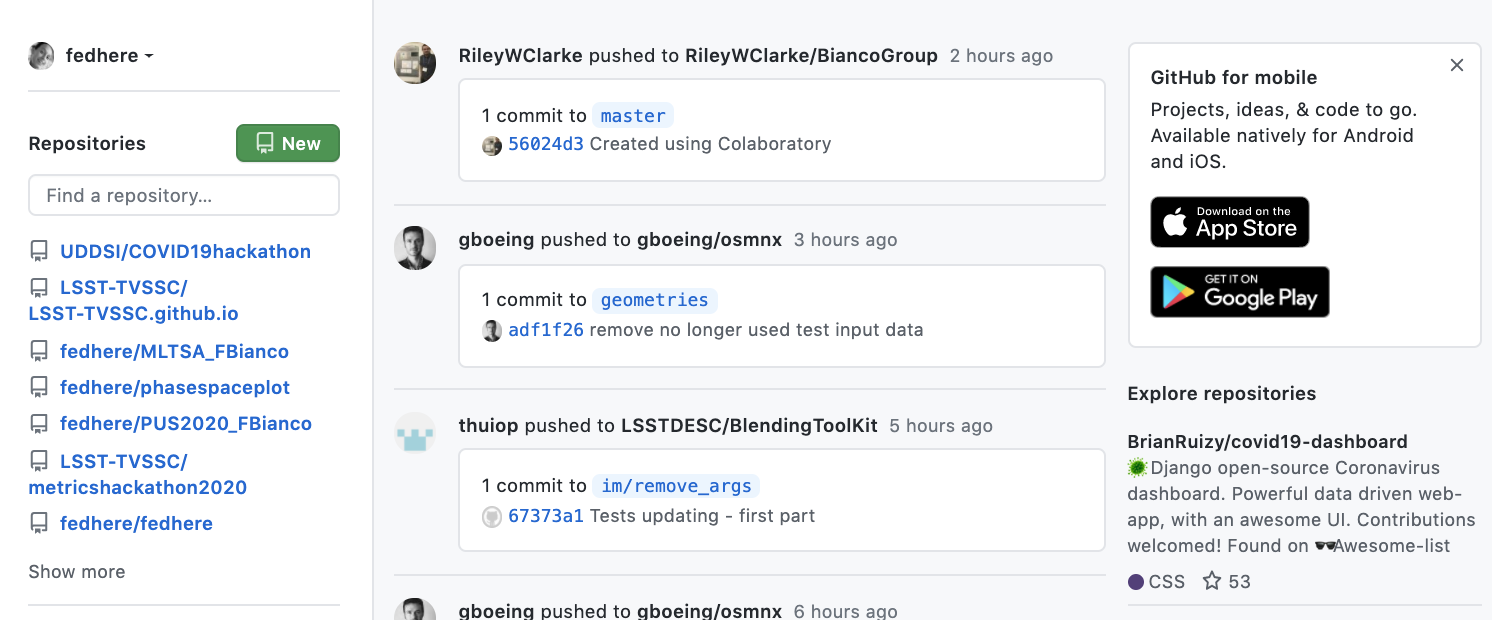 fedhere
Repositories
New
Find a repository...
UDDSI/COVID19hackathon
LSST-TVSSC/
LSST-TVSSC.github.io
fedhere/MLTSA_FBianco
fedhere/phasespaceplot
fedhere/PUS2020_FBianco
LSST-TVSSC/
metricshackathon2020
fedhere/fedhere
Show more
RileyWClarke pushed to RileyWClarke/BiancoGroup 2 hours ago
1 commit to master
56024d3 Created using Colaboratory
gboeing pushed to gboeing/osmnx 3 hours ago
1 commit to geometries
adf1f26 remove no longer used test input data
thuiop pushed to LSSTDESC/BlendingToolKit 5 hours ago
1 commit to im/remove_args
67373a1 Tests updating - first part
gboeing pushed to gboeing/osmnx 6 hours ago
GitHub for mobile
Projects, ideas, & code to go.
Available natively for Android
and iOS.
Download on the
App Store
GET IT ON
Google Play
Explore repositories
BrianRuizy/covid19-dashboard
🦠Django open-source Coronavirus
dashboard. Powerful data driven web-
app, with an awesome UI. Contributions
welcomed! Found on 🕶Awesome-list
CSS 53